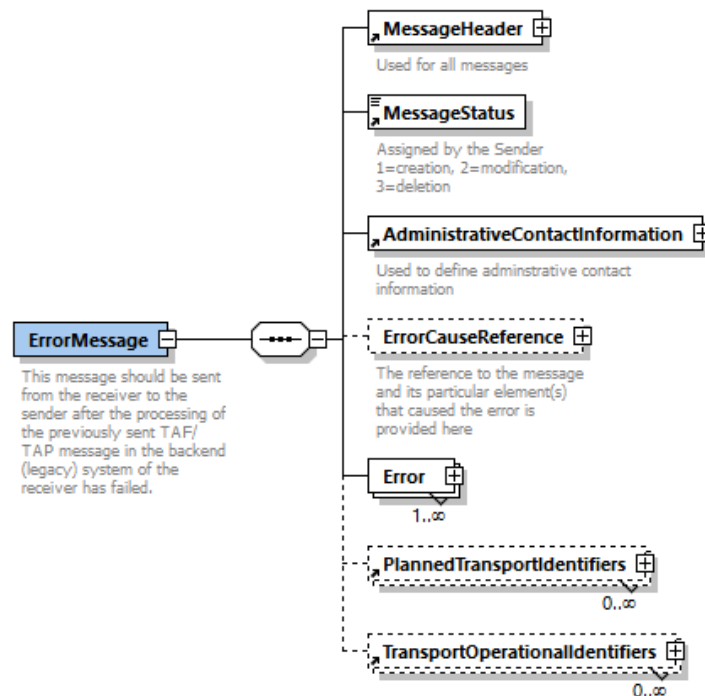 MessageHeader
Used for all messages
MessageStatus
Assigned by the Sender
1=creation, 2=modification,
3=deletion
AdministrativeContactInformation
Used to define adminstrative contact
information
ErrorMessage
This message should be sent
from the receiver to the
sender after the processing of
the previously sent TAF/
TAP message in the backend
(legacy) system of the
receiver has failed.
ErrorCauseReference
The reference to the message
and its particular element(s)
that caused the error is
provided here
Error
1..∞
PlannedTransportIdentifiers
0..∞
TransportOperationalIdentifiers
0..∞